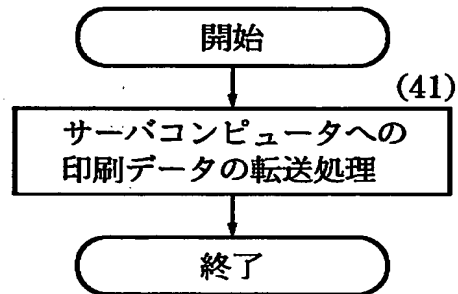 開始
(41)
サーバコンピュータへの
印刷データの転送処理
終了